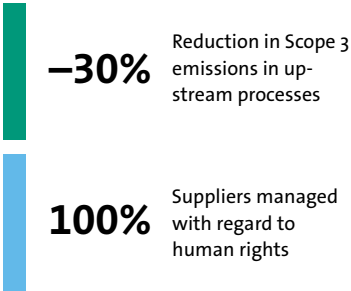 –30%
Reduction in Scope 3
emissions in up-
stream processes
100%
Suppliers managed
with regard to
human rights